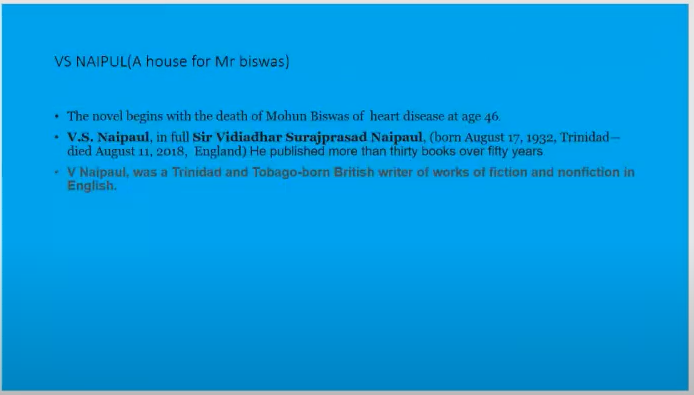 VS NAIPUL(A house for Mr biswas)
• The novel begins with the death of Mohun Biswas of heart disease at age 46.
• V.S. Naipaul, in full Sir Vidiadhar Surajprasad Naipaul, (born August 17, 1932, Trinidad—
died August 11, 2018, England) He published more than thirty books over fifty years
• V Naipaul, was a Trinidad and Tobago-born British writer of works of fiction and nonfiction in
English.